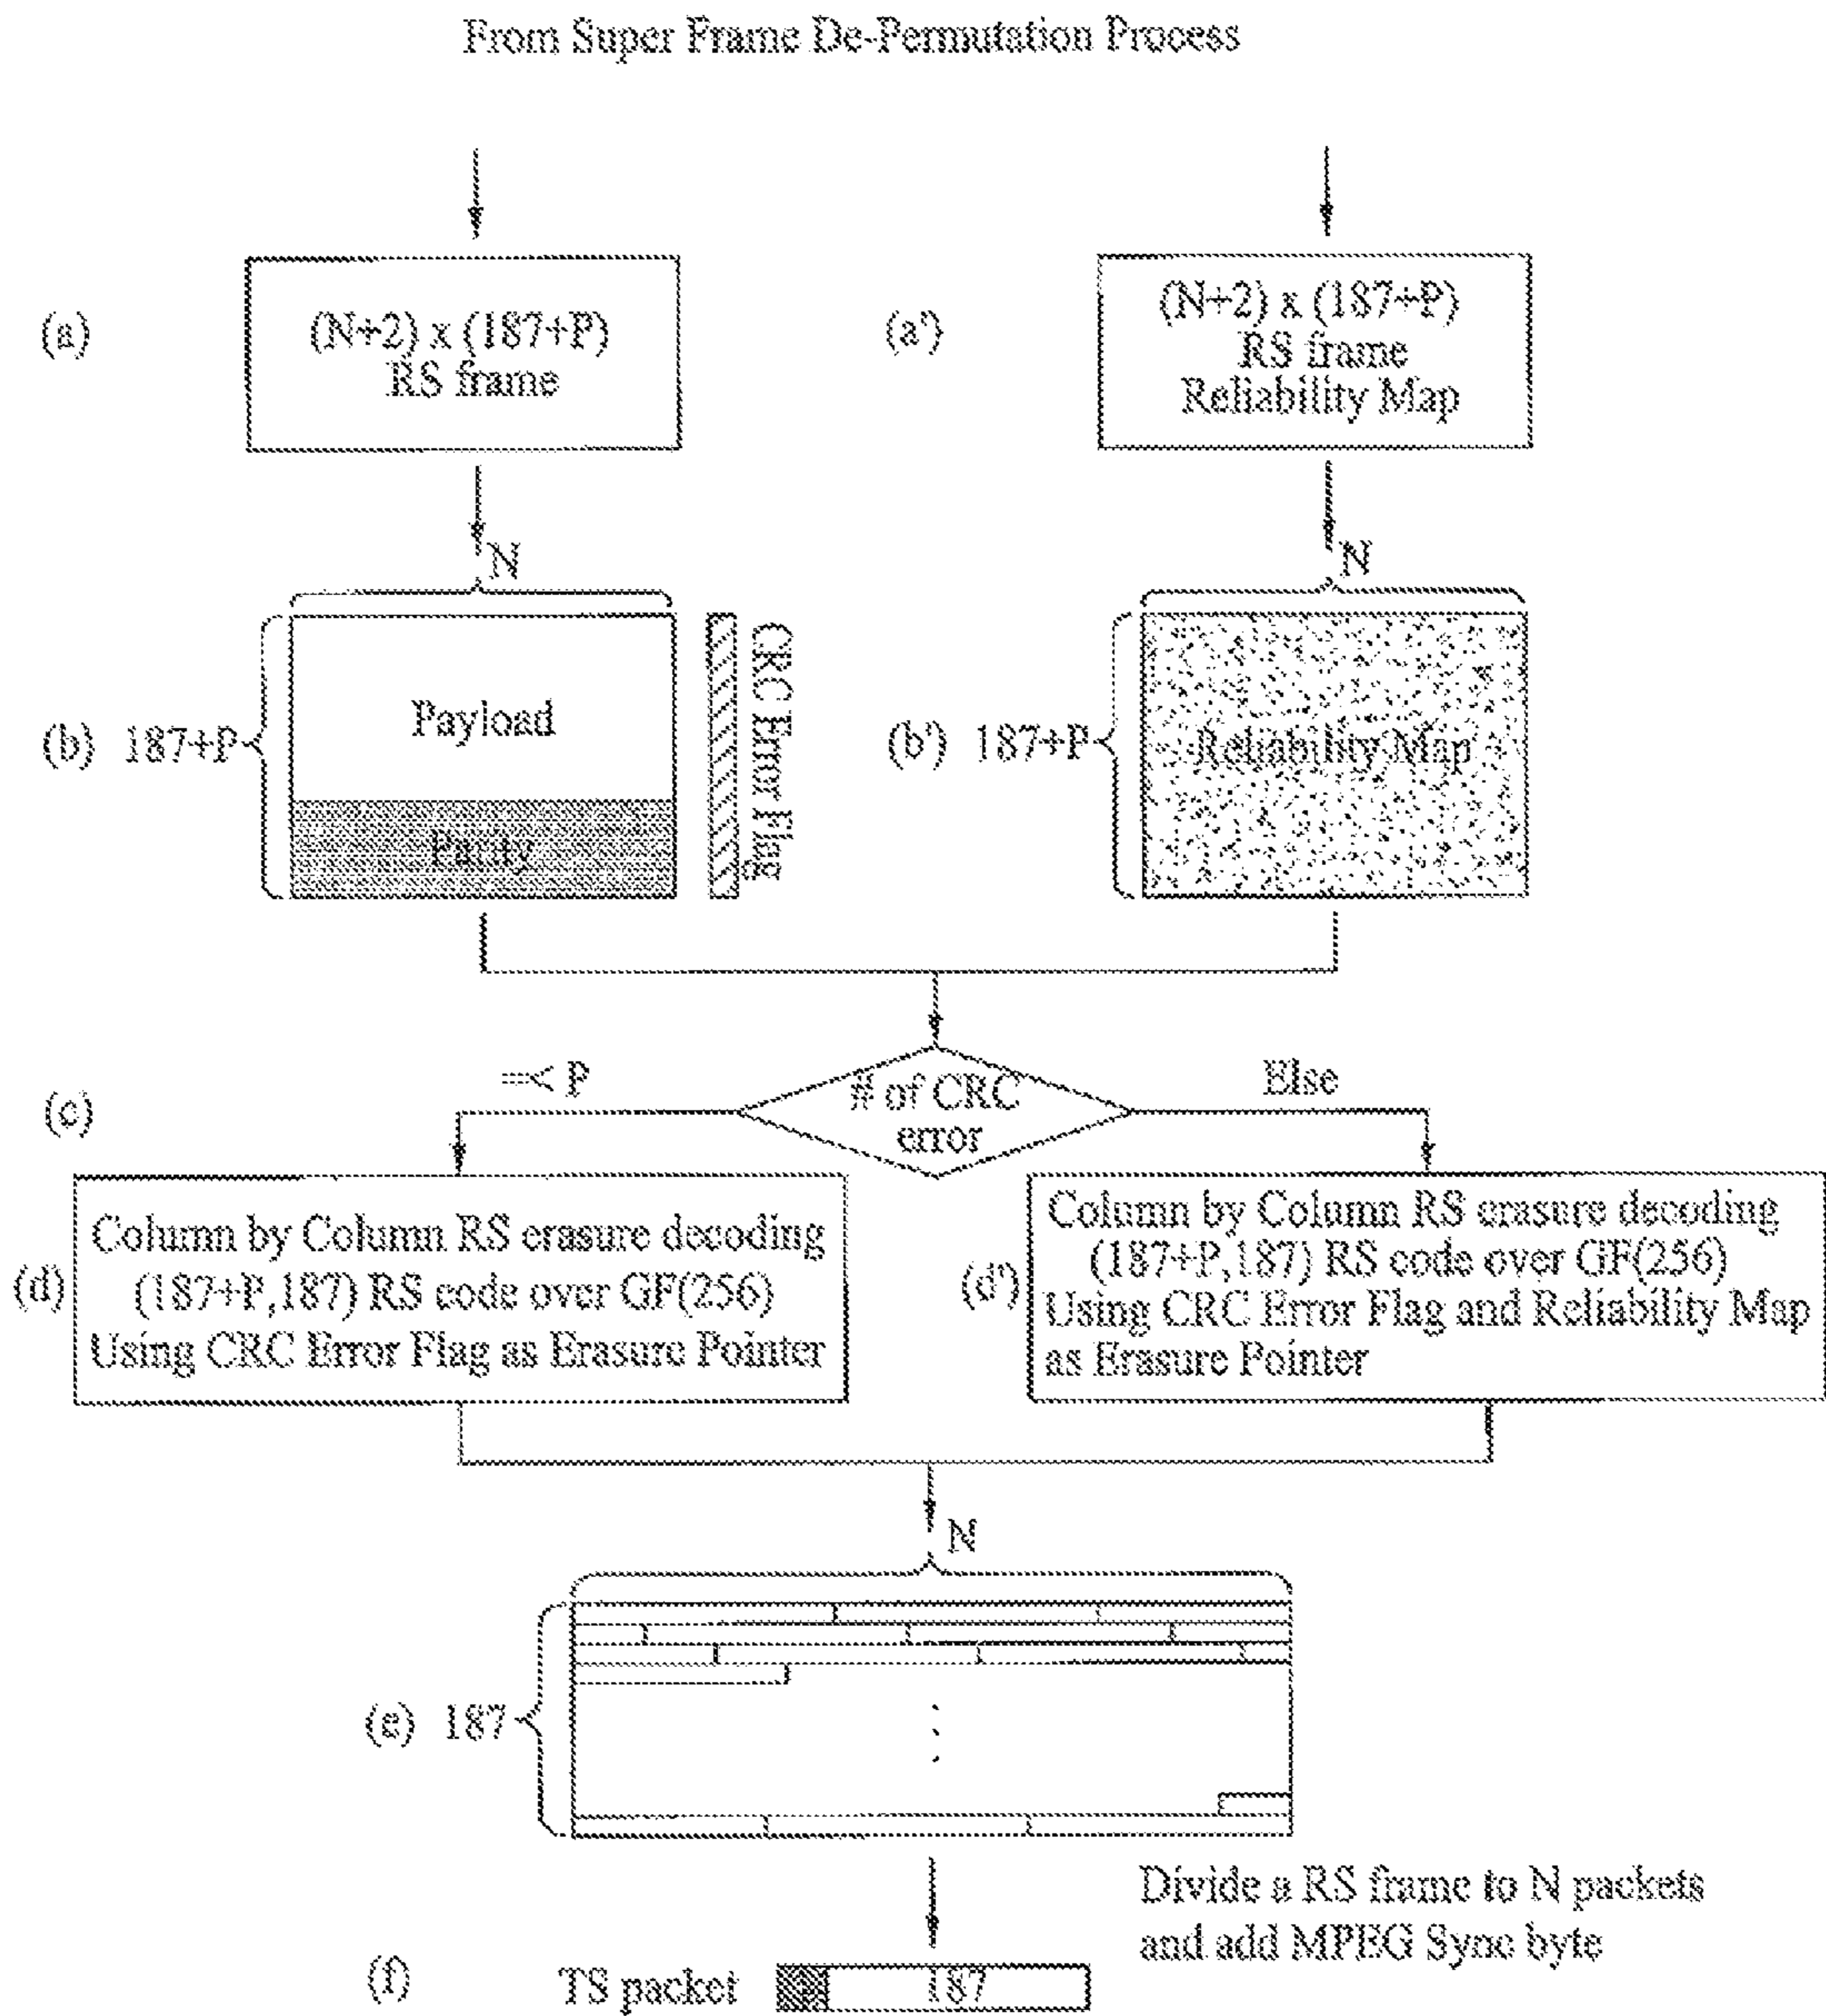 From Super Frame De-Permutation Process
(a)
(N+2) x (187+P)
RS frame
(a')
(N+2) x (187+P)
RS frame
Reliability Map
N
N
(b) 187+P
Payload
Parity
CRC Error Flag
(b') 187+P
Reliability Map
(c)
=< P
# of CRC
error
Else
(d)
Column by Column RS erasure decoding
(187+P,187) RS code over GF(256)
Using CRC Error Flag as Erasure Pointer
(d')
Column by Column RS erasure decoding
(187+P,187) RS code over GF(256)
Using CRC Error Flag and Reliability Map
as Erasure Pointer
N
(e) 187
Divide a RS frame to N packets
and add MPEG Sync byte
(f) TS packet
187